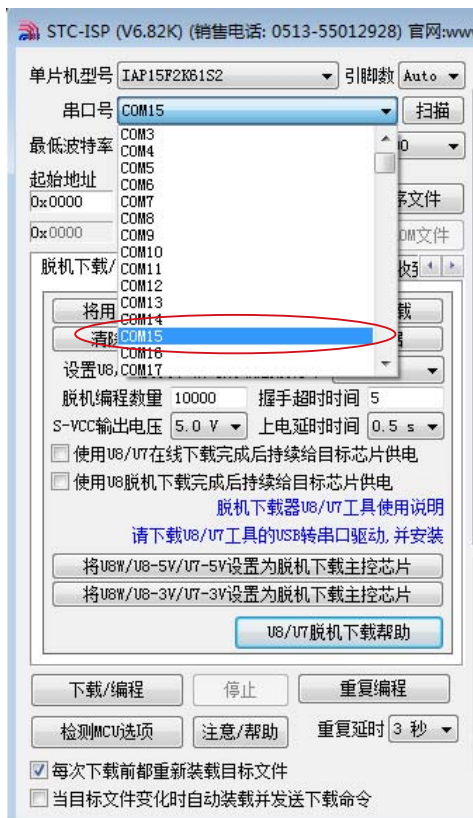 STC-ISP (V6.82K) (销售电话: 0513-55012928) 官网:www
单片机型号 IAP15F2K61S2 引脚数 Auto
串口号 COM15 扫描
最低波特率
COM3
COM4
COM5
COM6
COM7
COM8
COM9
COM10
COM11
COM12
COM13
COM14
COM15
COM16
COM17
起始地址
0x0000 序文件
0x0000 OM文件
脱机下载/ 收到
将用 载
清除
设置U8,
脱机编程数量 10000 握手超时时间 5
S-VCC输出电压 5.0 V 上电延时时间 0.5 s
使用U8/U7在线下载完成后持续给目标芯片供电
使用U8脱机下载完成后持续给目标芯片供电
脱机下载器U8/U7工具使用说明
请下载U8/U7工具的USB转串口驱动,并安装
将U8W/U8-5V/U7-5V设置为脱机下载主控芯片
将U8W/U8-3V/U7-3V设置为脱机下载主控芯片
U8/U7脱机下载帮助
下载/编程 停止 重复编程
检测MCU选项 注意/帮助 重复延时 3 秒
每次下载前都重新装载目标文件
当目标文件变化时自动装载并发送下载命令